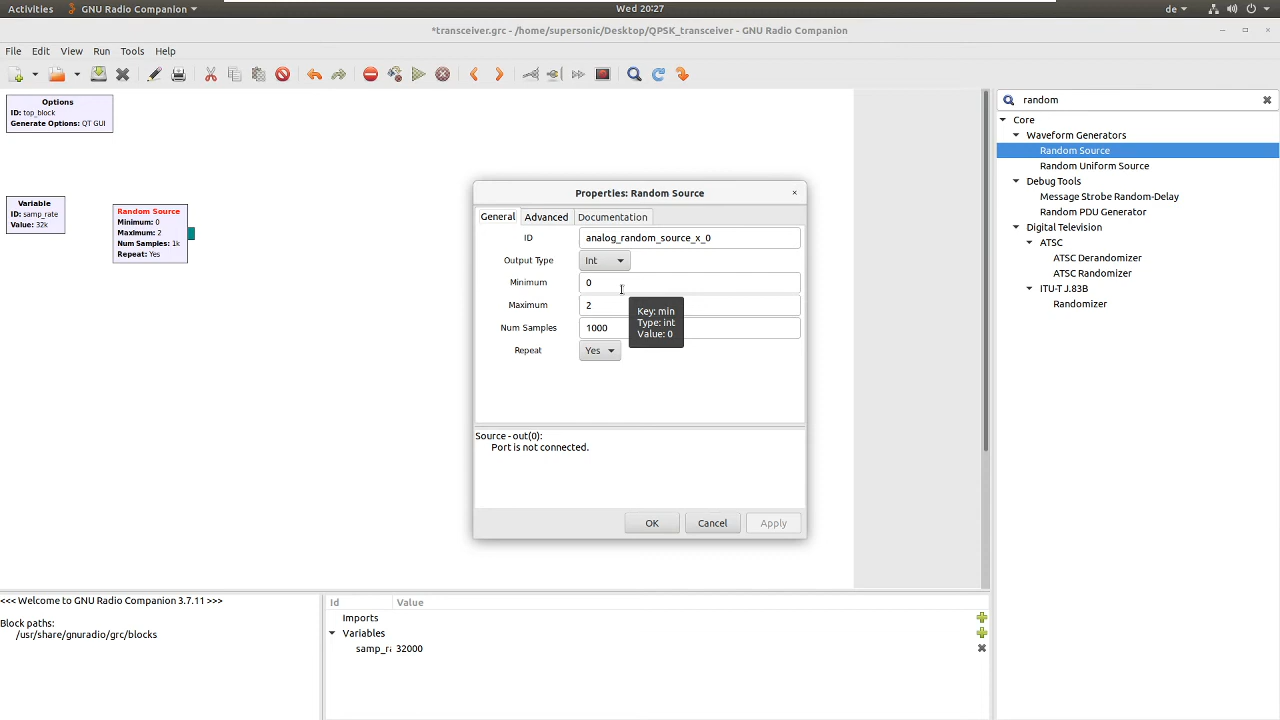 Activities GNU Radio Companion Wed 20:27 de
*transceiver.grc - /home/supersonic/Desktop/QPSK_transceiver - GNU Radio Companion
File Edit View Run Tools Help
Options
ID: top_block
Generate Options: QT GUI
Variable
ID: samp_rate
Value: 32k
Random Source
Minimum: 0
Maximum: 2
Num Samples: 1k
Repeat: Yes
Properties: Random Source
General Advanced Documentation
ID analog_random_source_x_0
Output Type Int
Minimum 0
Maximum 2
Num Samples 1000
Repeat Yes
Key: min
Type: int
Value: 0
Source - out(0):
Port is not connected.
OK Cancel Apply
random
Core
Waveform Generators
Random Source
Random Uniform Source
Debug Tools
Message Strobe Random-Delay
Random PDU Generator
Digital Television
ATSC
ATSC Derandomizer
ATSC Randomizer
ITU-T J.83B
Randomizer
<<< Welcome to GNU Radio Companion 3.7.11 >>>
Block paths:
/usr/share/gnuradio/grc/blocks
Id Value
Imports
Variables
samp_ra 32000